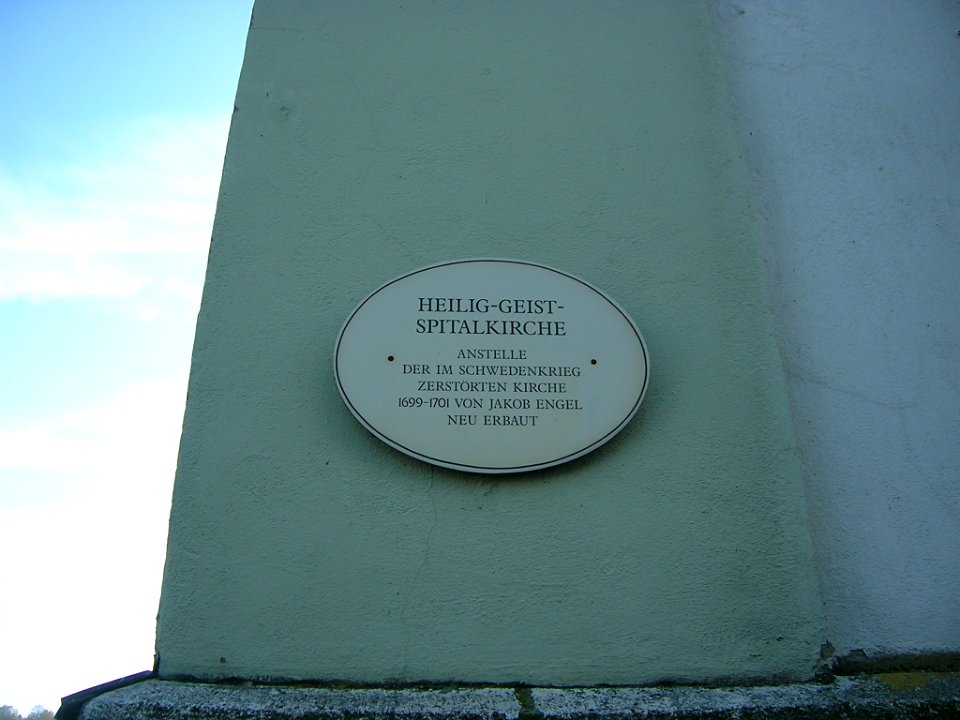 HEILIG-GEIST-
SPITALKIRCHE
ANSTELLE
DER IM SCHWEDENKRIEG
ZERSTÖRTEN KIRCHE
1699-1701 VON JAKOB ENGEL
NEU ERBAUT